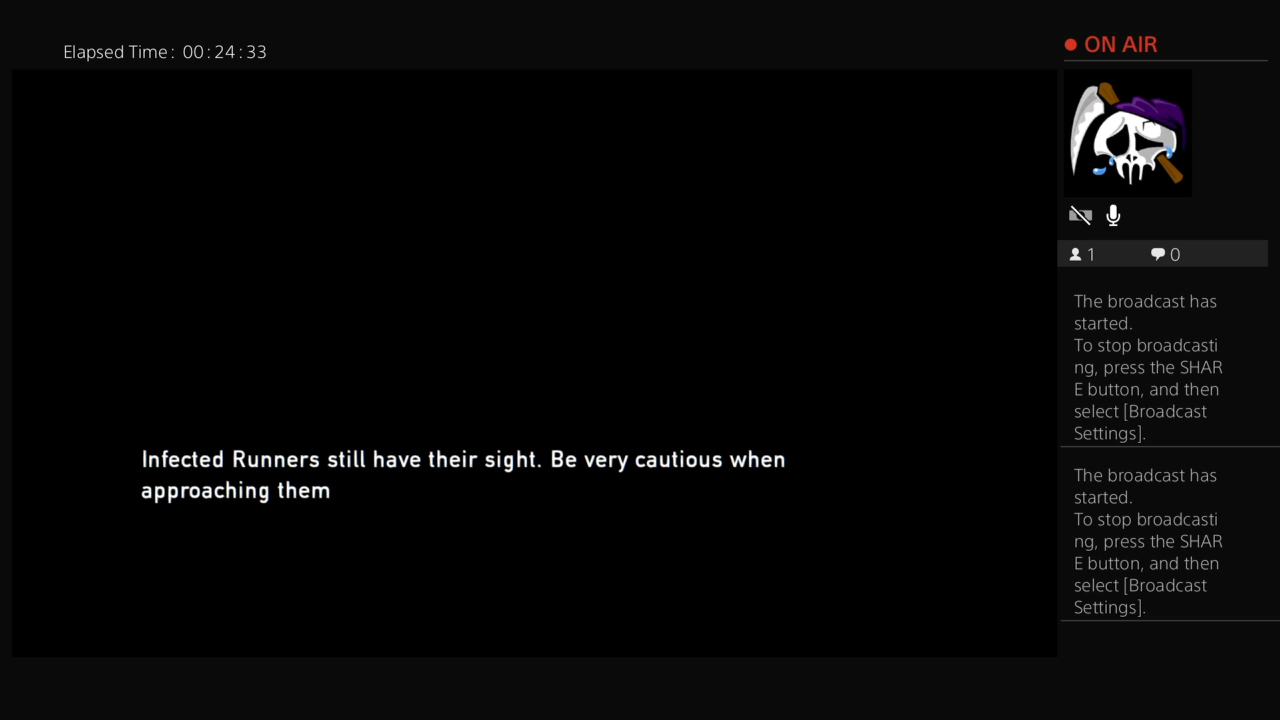 Elapsed Time: 00:24:33
ON AIR
1
0
The broadcast has
started.
To stop broadcasti
ng, press the SHAR
E button, and then
select [Broadcast
Settings].
The broadcast has
started.
To stop broadcasti
ng, press the SHAR
E button, and then
select [Broadcast
Settings].
Infected Runners still have their sight. Be very cautious when
approaching them